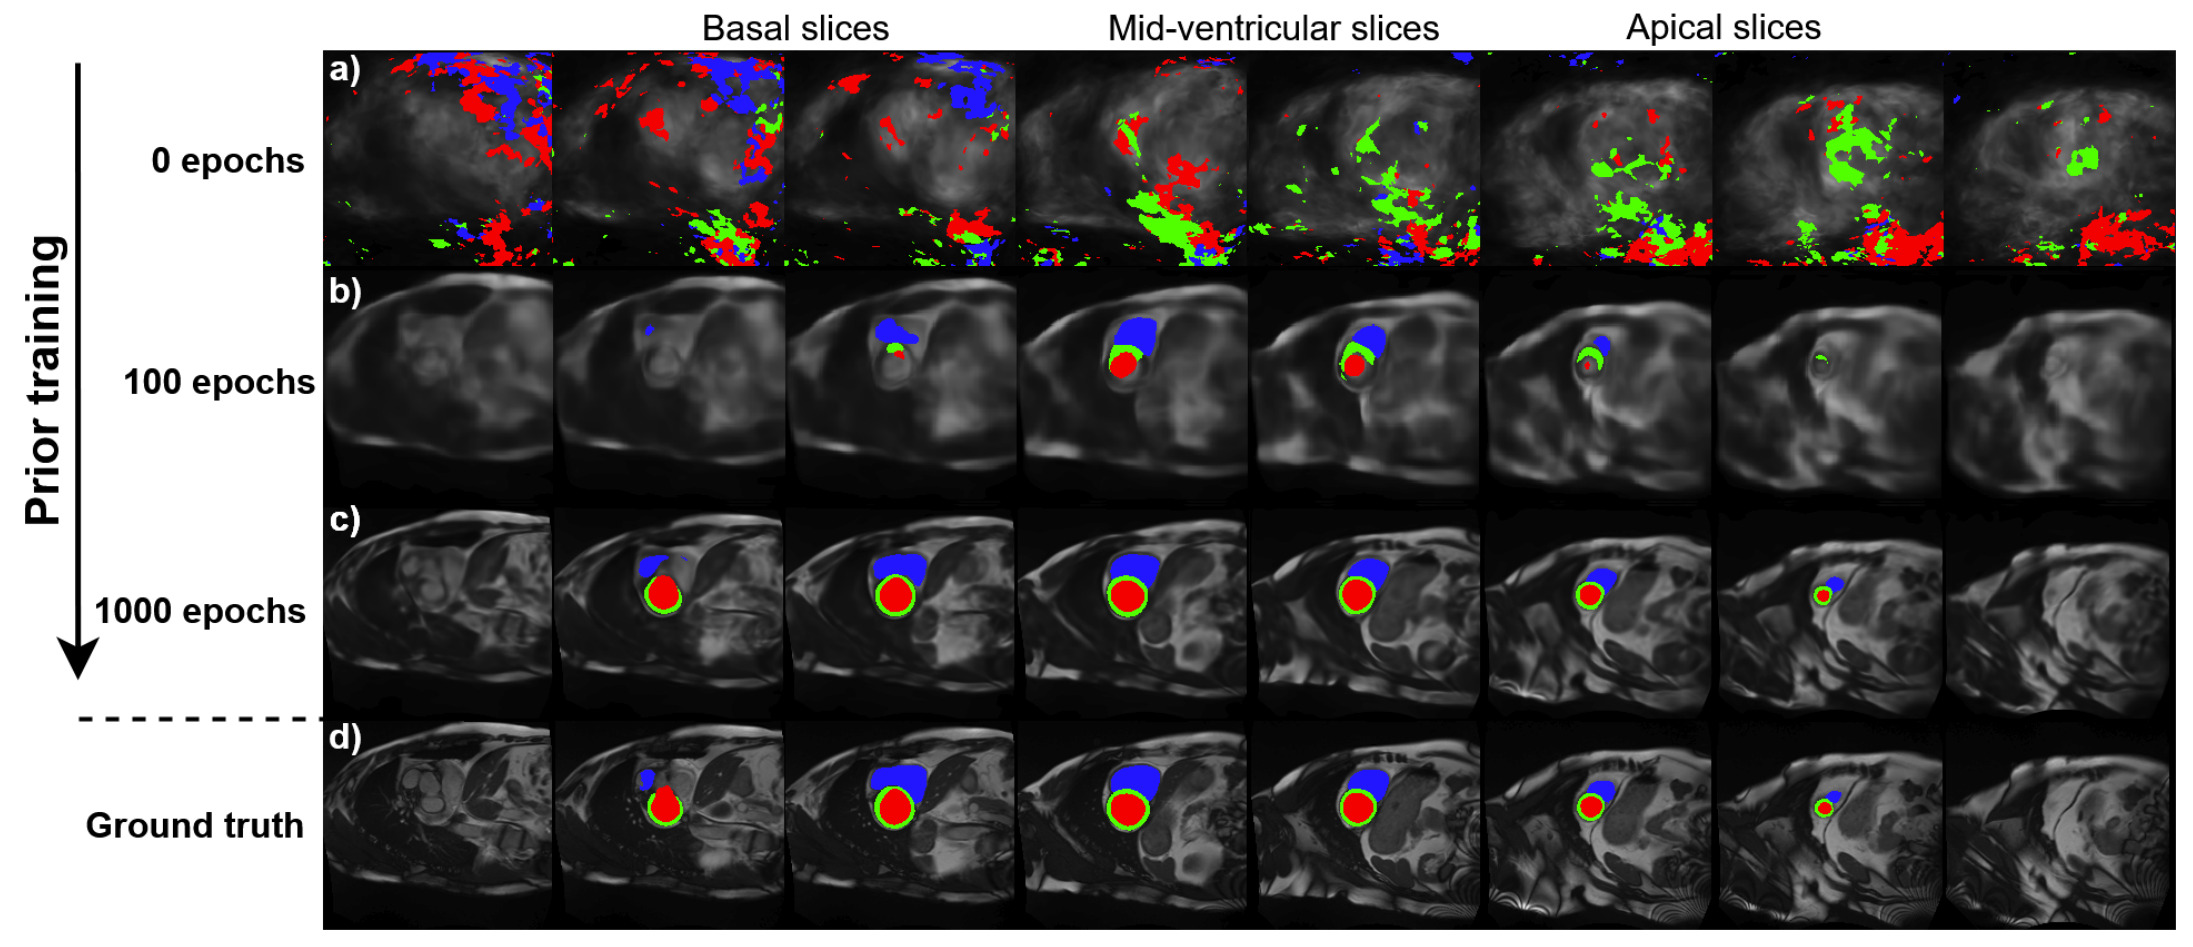 Basal slices
Mid-ventricular slices
Apical slices
Prior training
a)
0 epochs
b)
100 epochs
c)
1000 epochs
d)
Ground truth